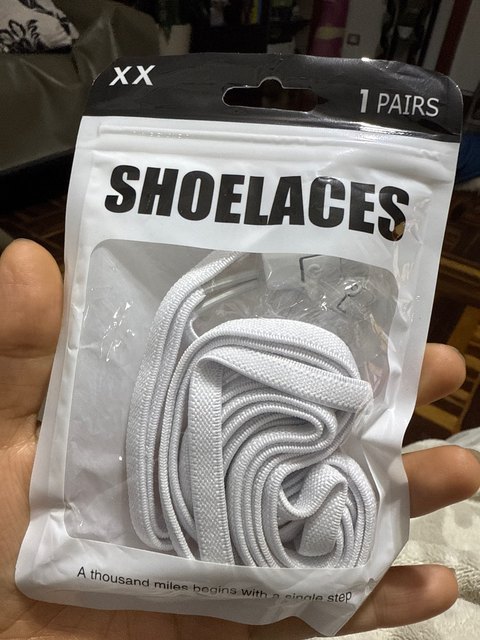 XX
1 PAIRS
SHOELACES
A thousand miles begins with a single step